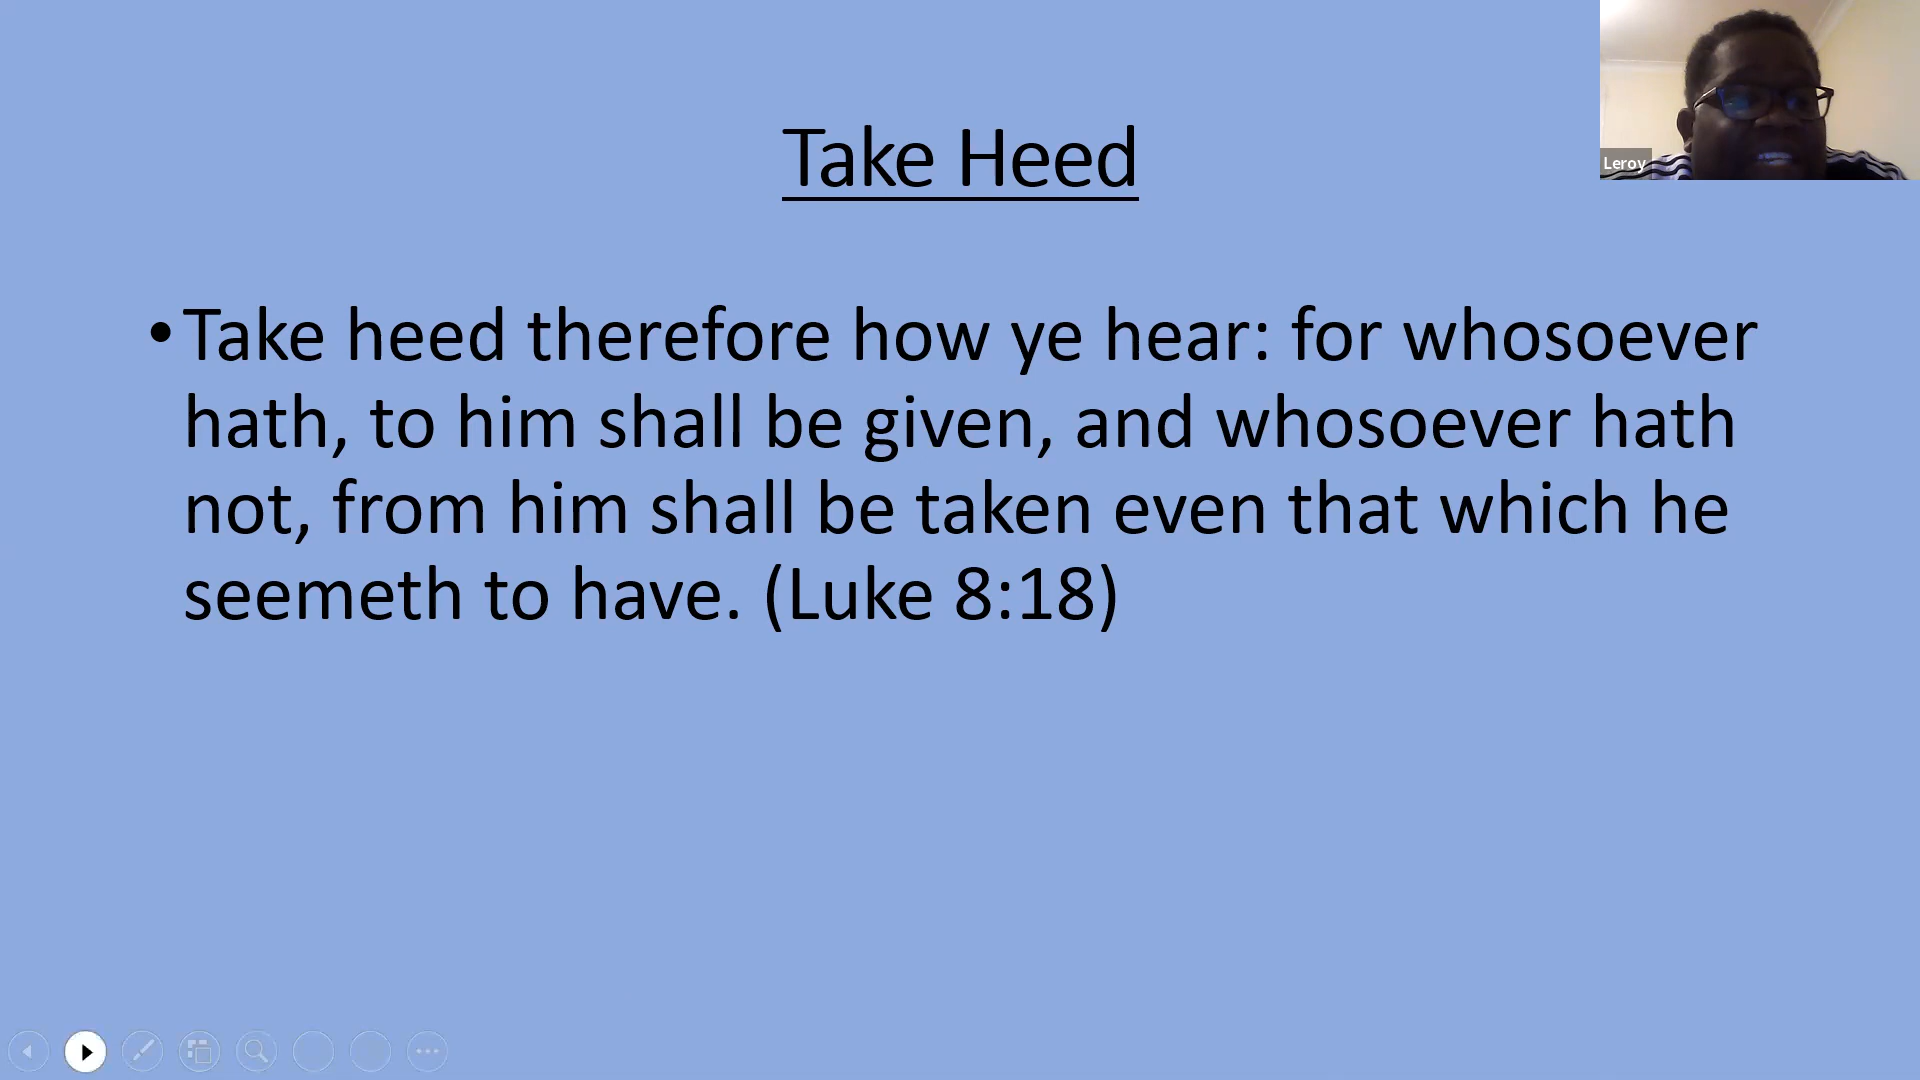 Take Heed
Leroy
• Take heed therefore how ye hear: for whosoever
hath, to him shall be given, and whosoever hath
not, from him shall be taken even that which he
seemeth to have. (Luke 8:18)